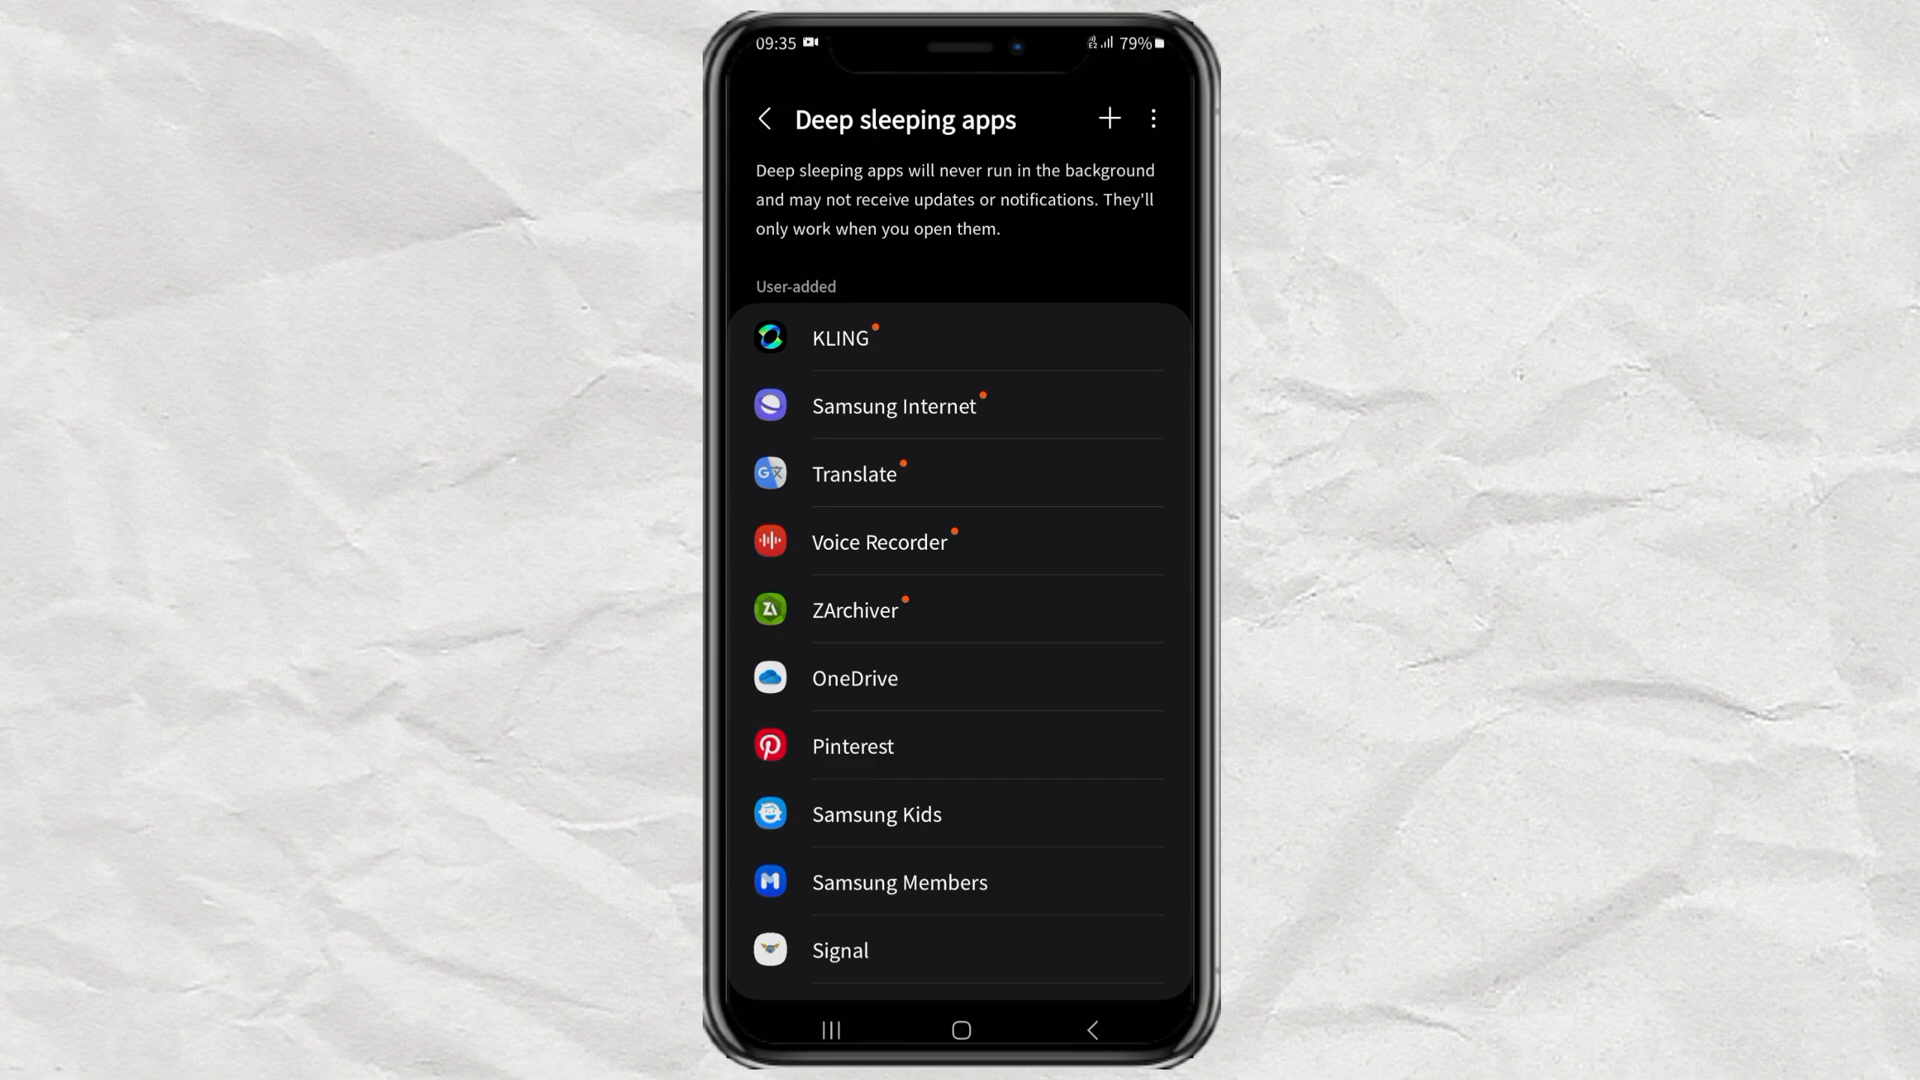 09:35 79%
Deep sleeping apps
Deep sleeping apps will never run in the background
and may not receive updates or notifications. They'll
only work when you open them.
User-added
KLING
Samsung Internet
Translate
Voice Recorder
ZArchiver
OneDrive
Pinterest
Samsung Kids
Samsung Members
Signal